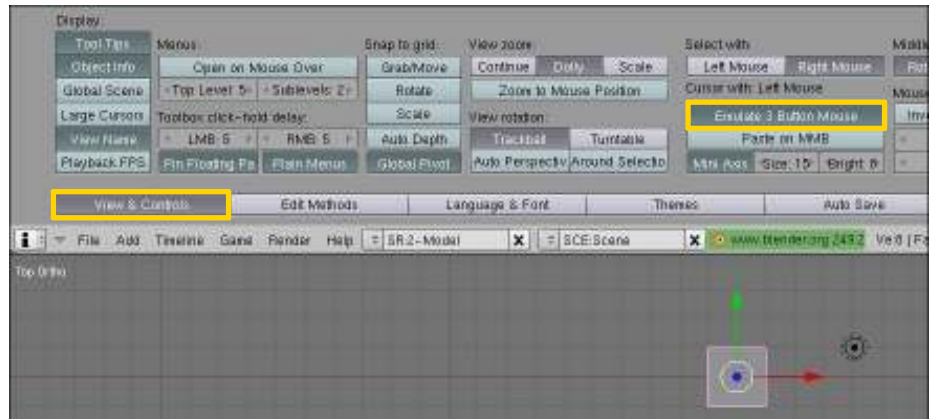 Display:
Tool Tips Menus: Snap to grid: View zoom: Select with:
Object Info Open on Mouse Over Grab/Move Continue Dolly Scale Left Mouse Right Mouse
Global Scene Top Level: 5 Sublevels: 2 Rotate Zoom to Mouse Position Cursor with: Left Mouse
Large Cursors Toolbox click-hold delay: Scale View rotation: Emulate 3 Button Mouse
View Name LMB: 5 RMB: 5 Auto Depth Trackball Turntable Paste on MMB
Playback FPS Pin Floating Pa Plain Menus Global Pivot Auto Perspectiv Around Selectio Mini Axis Size: 15 Bright: 8
View & Controls Edit Methods Language & Font Themes Auto Save
File Add Timeline Game Render Help SR:2-Model X SCE:Scene X www.blender.org 249.2
Top Ortho